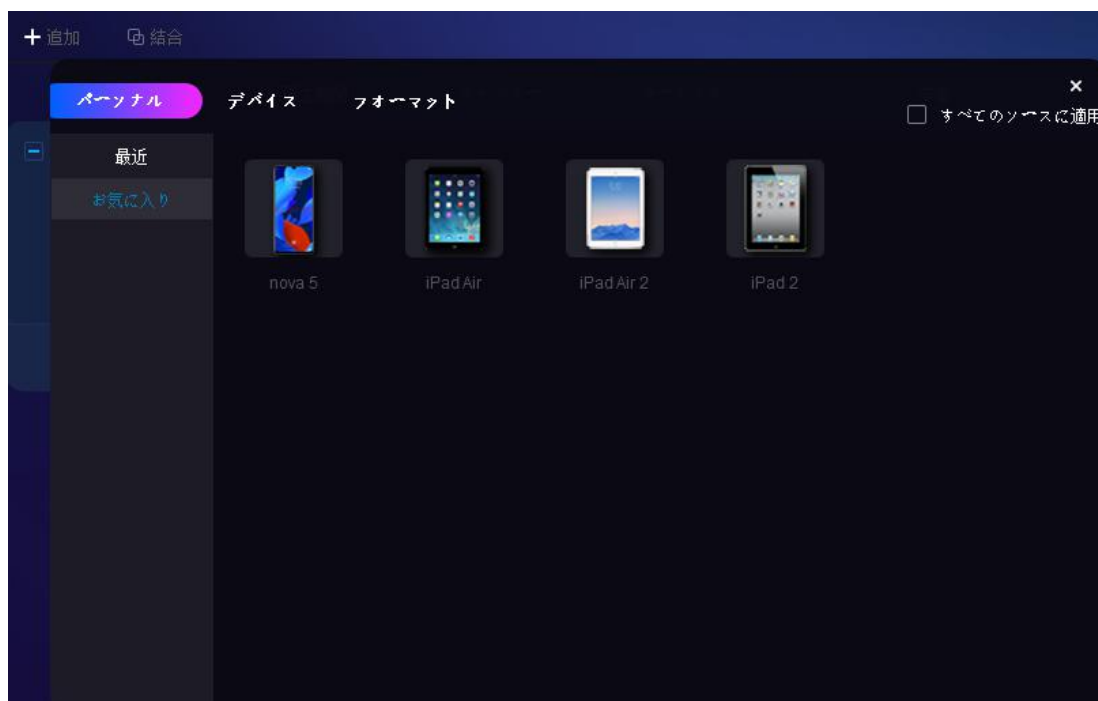 追加 結合
パーソナル デバイス フォーマット
すべてのソースに適用
最近
お気に入り
nova 5 iPad Air iPad Air 2 iPad 2